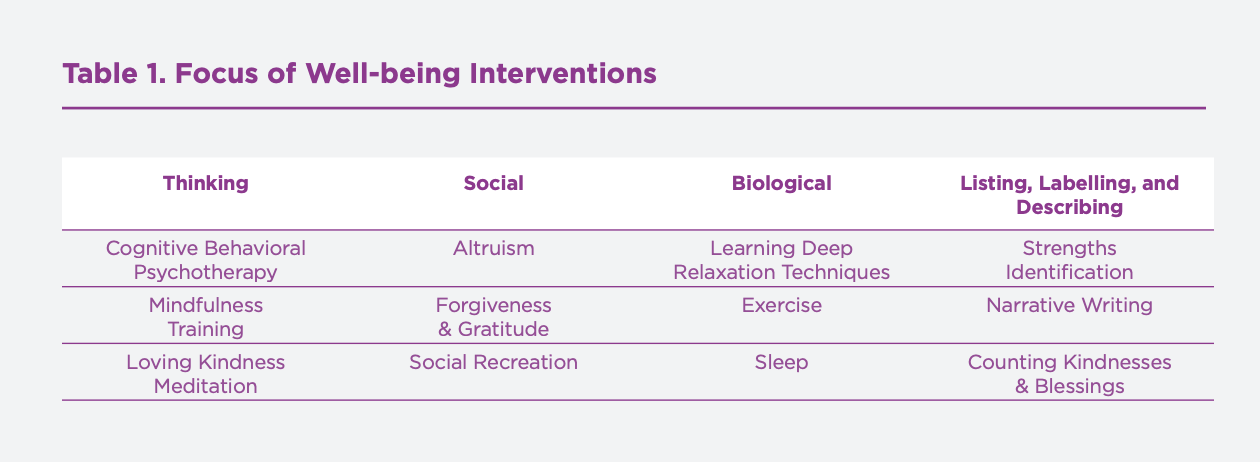 Table 1. Focus of Well-being Interventions
Thinking
Social
Biological
Listing, Labelling, and
Describing
Cognitive Behavioral
Psychotherapy
Altruism
Learning Deep
Relaxation Techniques
Strengths
Identification
Mindfulness
Training
Forgiveness
& Gratitude
Exercise
Narrative Writing
Loving Kindness
Meditation
Social Recreation
Sleep
Counting Kindnesses
& Blessings